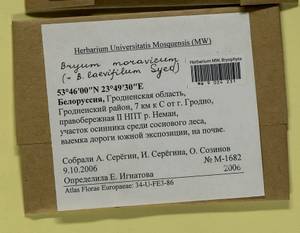 Herbarium Universitatis Mosquensis (MW)
Bryum moravicum
(= B. laevifilum Syed)
Herbarium MW, Bryophyta
53°46'00"N 23°49'30"E
Белоруссия, Гродненская область,
Гродненский район, 7 км к С от г. Гродно,
правобережная II НПТ р. Неман,
участок осинника среди соснового леса,
выемка дороги южной экспозиции, на почве.
Собрали А. Серёгин, И. Серёгина, О. Созинов
9.10.2006 № М-1682
Определила Е. Игнатова 2006
Atlas Florae Europaeae: 34-U-FE3-86